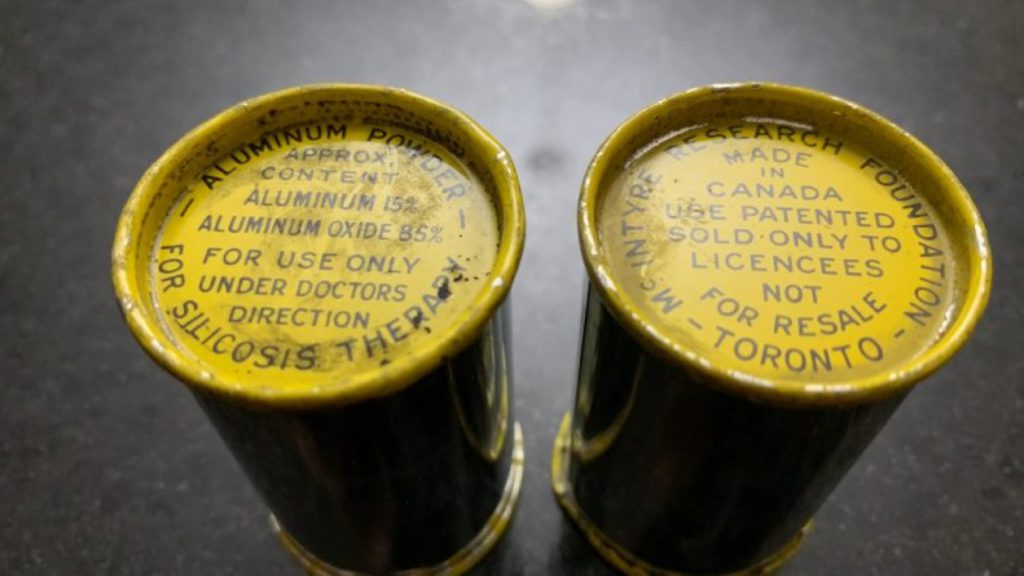 - ALUMINUM POWDER -
APPROX.
CONTENT
ALUMINUM 15%
ALUMINUM OXIDE 85%
FOR USE ONLY
UNDER DOCTORS
DIRECTION
FOR SILICOSIS THERAPY
McINTYRE RESEARCH FOUNDATION
MADE
IN
CANADA
USE PATENTED
SOLD ONLY TO
LICENCEES
NOT
FOR RESALE
- TORONTO -